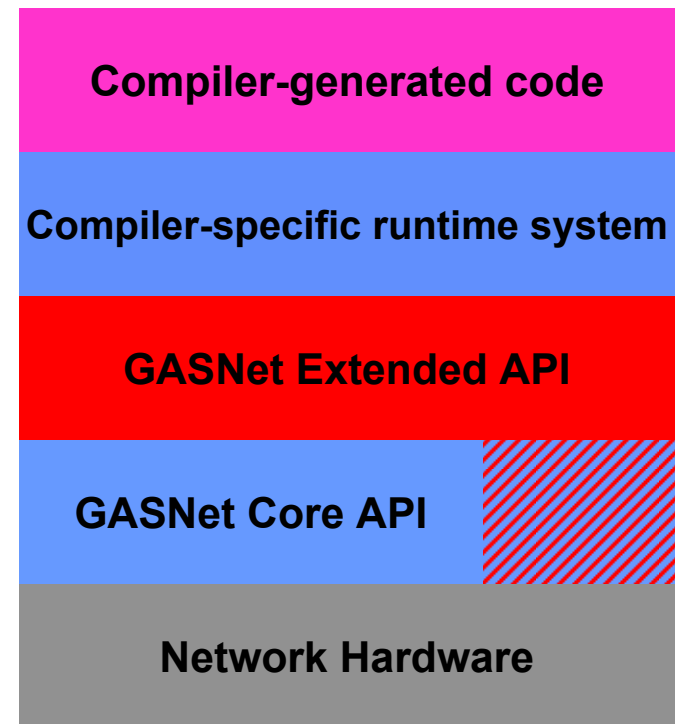 Compiler-generated code
Compiler-specific runtime system
GASNet Extended API
GASNet Core API
Network Hardware